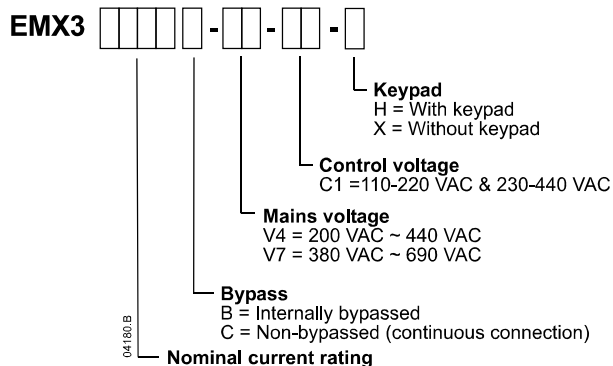 EMX3 - - -
Keypad
H = With keypad
X = Without keypad
Control voltage
C1 =110-220 VAC & 230-440 VAC
Mains voltage
V4 = 200 VAC ~ 440 VAC
V7 = 380 VAC ~ 690 VAC
Bypass
B = Internally bypassed
C = Non-bypassed (continuous connection)
Nominal current rating
04180.B